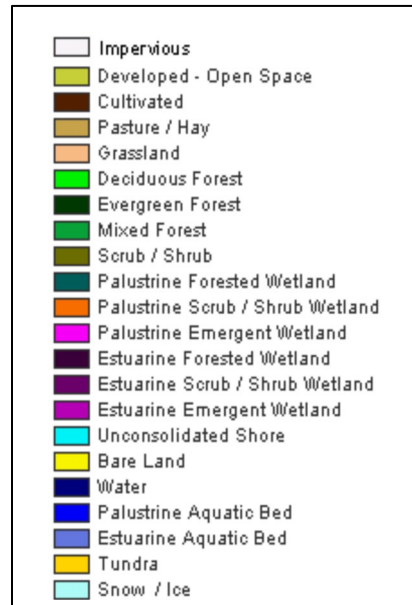 Impervious
Developed - Open Space
Cultivated
Pasture / Hay
Grassland
Deciduous Forest
Evergreen Forest
Mixed Forest
Scrub / Shrub
Palustrine Forested Wetland
Palustrine Scrub / Shrub Wetland
Palustrine Emergent Wetland
Estuarine Forested Wetland
Estuarine Scrub / Shrub Wetland
Estuarine Emergent Wetland
Unconsolidated Shore
Bare Land
Water
Palustrine Aquatic Bed
Estuarine Aquatic Bed
Tundra
Snow / Ice